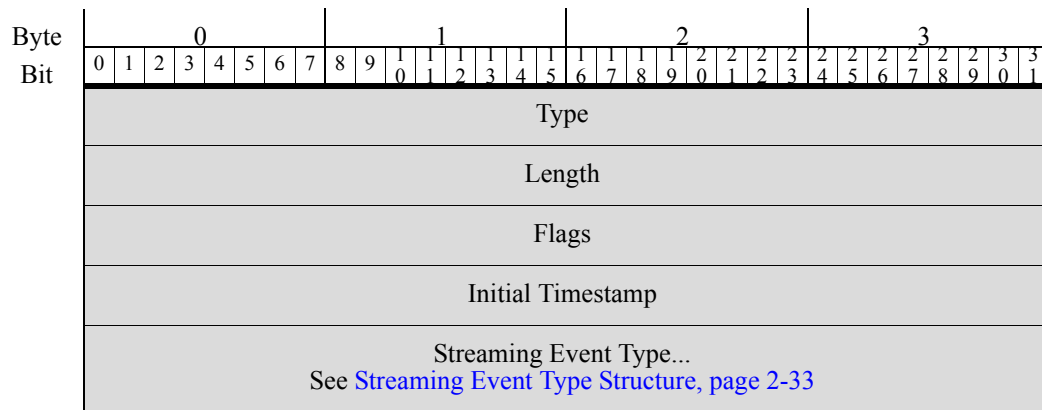 Byte 0 1 2 3
Bit 0 1 2 3 4 5 6 7 8 9 10 11 12 13 14 15 16 17 18 19 20 21 22 23 24 25 26 27 28 29 30 31
Type
Length
Flags
Initial Timestamp
Streaming Event Type...
See Streaming Event Type Structure, page 2-33